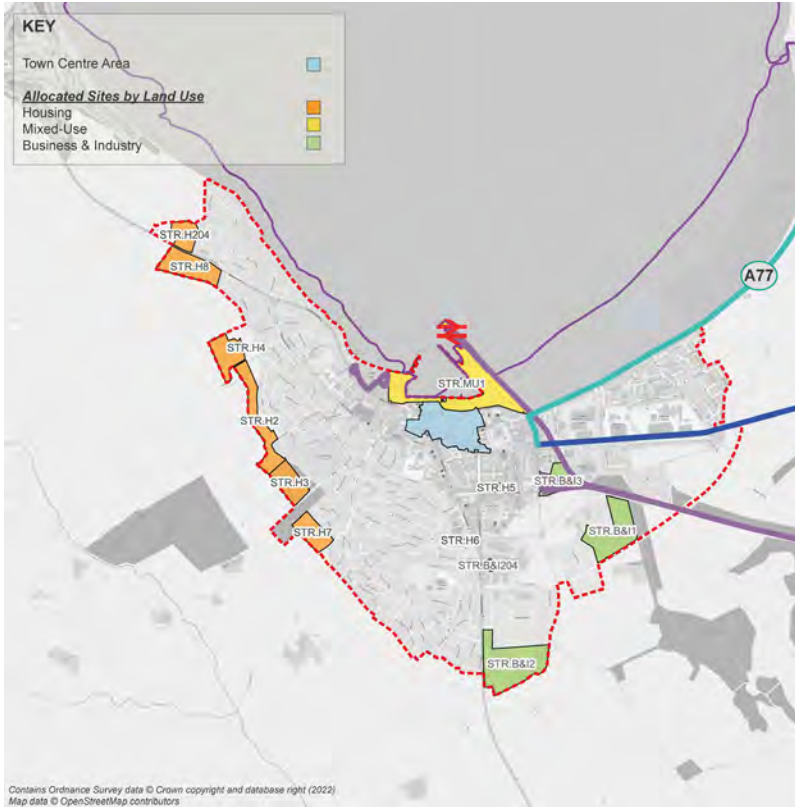 KEY
Town Centre Area
Allocated Sites by Land Use
Housing
Mixed-Use
Business & Industry
A77
STR.H204
STR.H8
STR.H4
STR.MU1
STR.H2
STR.H3
STR.B&I3
STR.H5
STR.H7
STR.B&I1
STR.H6
STR.B&I204
STR.B&I2
Contains Ordnance Survey data © Crown copyright and database right (2022)
Map data © OpenStreetMap contributors